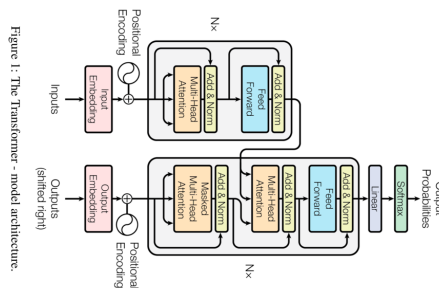 Output
Probabilities
Softmax
Linear
Add & Norm
Feed
Forward
Add & Norm
Multi-Head
Attention
Add & Norm
Masked
Multi-Head
Attention
N×
Add & Norm
Feed
Forward
Add & Norm
Multi-Head
Attention
N×
Positional
Encoding
Positional
Encoding
Input
Embedding
Output
Embedding
Inputs
Outputs
(shifted right)
Figure 1: The Transformer - model architecture.